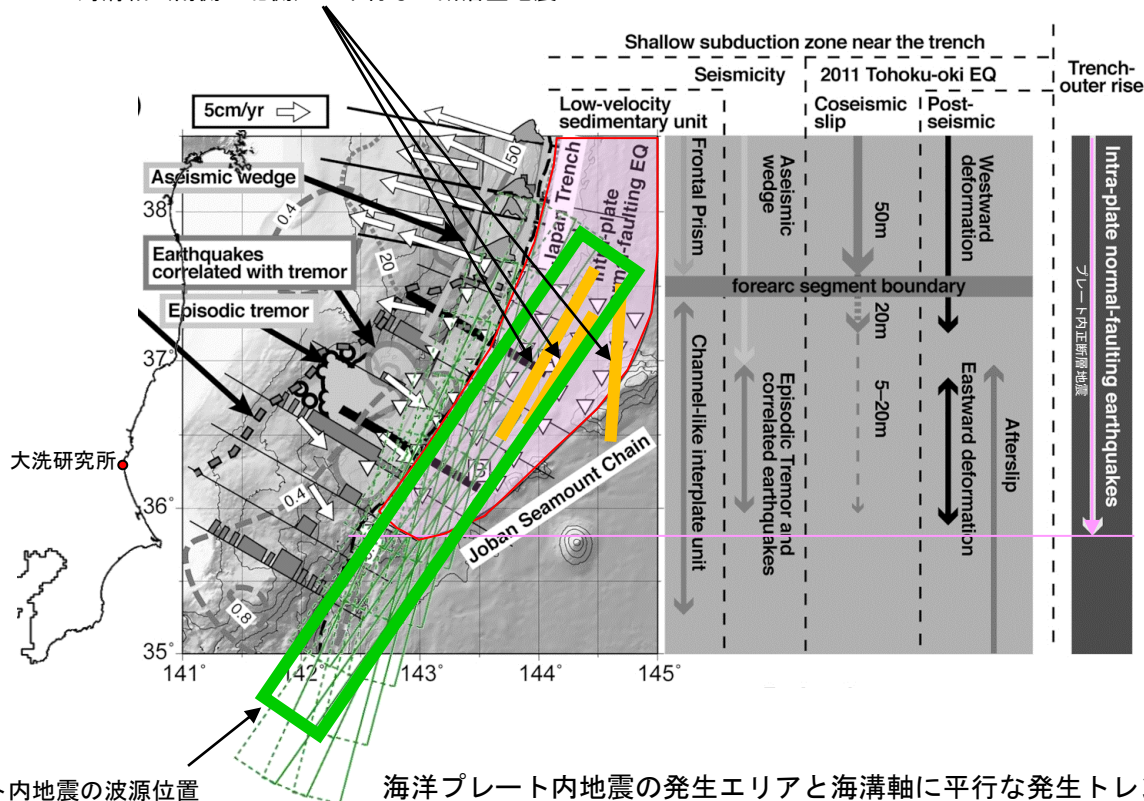 Shallow subduction zone near the trench
Seismicity
2011 Tohoku-oki EQ
Trench-
outer rise
Low-velocity
sedimentary unit
Coseismic
slip
Post-
seismic
5cm/yr
Aseismic wedge
Earthquakes
correlated with tremor
Episodic tremor
50
0.4
20
Japan Trench
Intra-plate
normal-faulting EQ
Frontal Prism
Aseismic
wedge
50m
Westward
deformation
forearc segment boundary
20m
5–20m
Channel-like interplate unit
Episodic Tremor and
correlated earthquakes
Eastward deformation
Afterslip
Intra-plate normal-faulting earthquakes
プレート内正断層地震
38°
37°
36°
35°
大洗研究所
0.4
0.8
B
Joban Seamount Chain
141°
142°
143°
144°
145°
ト内地震の波源位置
海洋プレート内地震の発生エリアと海溝軸に平行な発生トレ